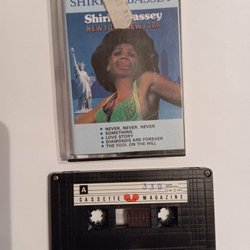 SHIRLEY BASSEY
Shirley Bassey
NEW YORK, NEW YORK
• NEVER, NEVER, NEVER
• SOMETHING
• LOVE STORY
• DIAMONDS ARE FOREVER
• THE FOOL ON THE HILL
A
339
CASSETTE MAGAZINE